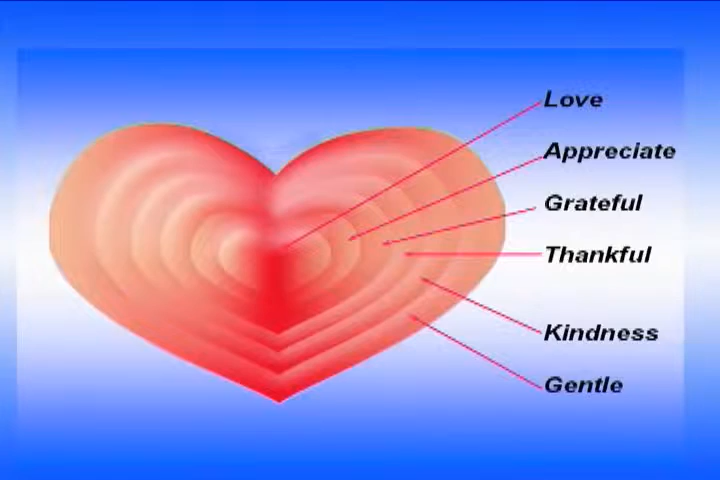 Love
Appreciate
Grateful
Thankful
Kindness
Gentle